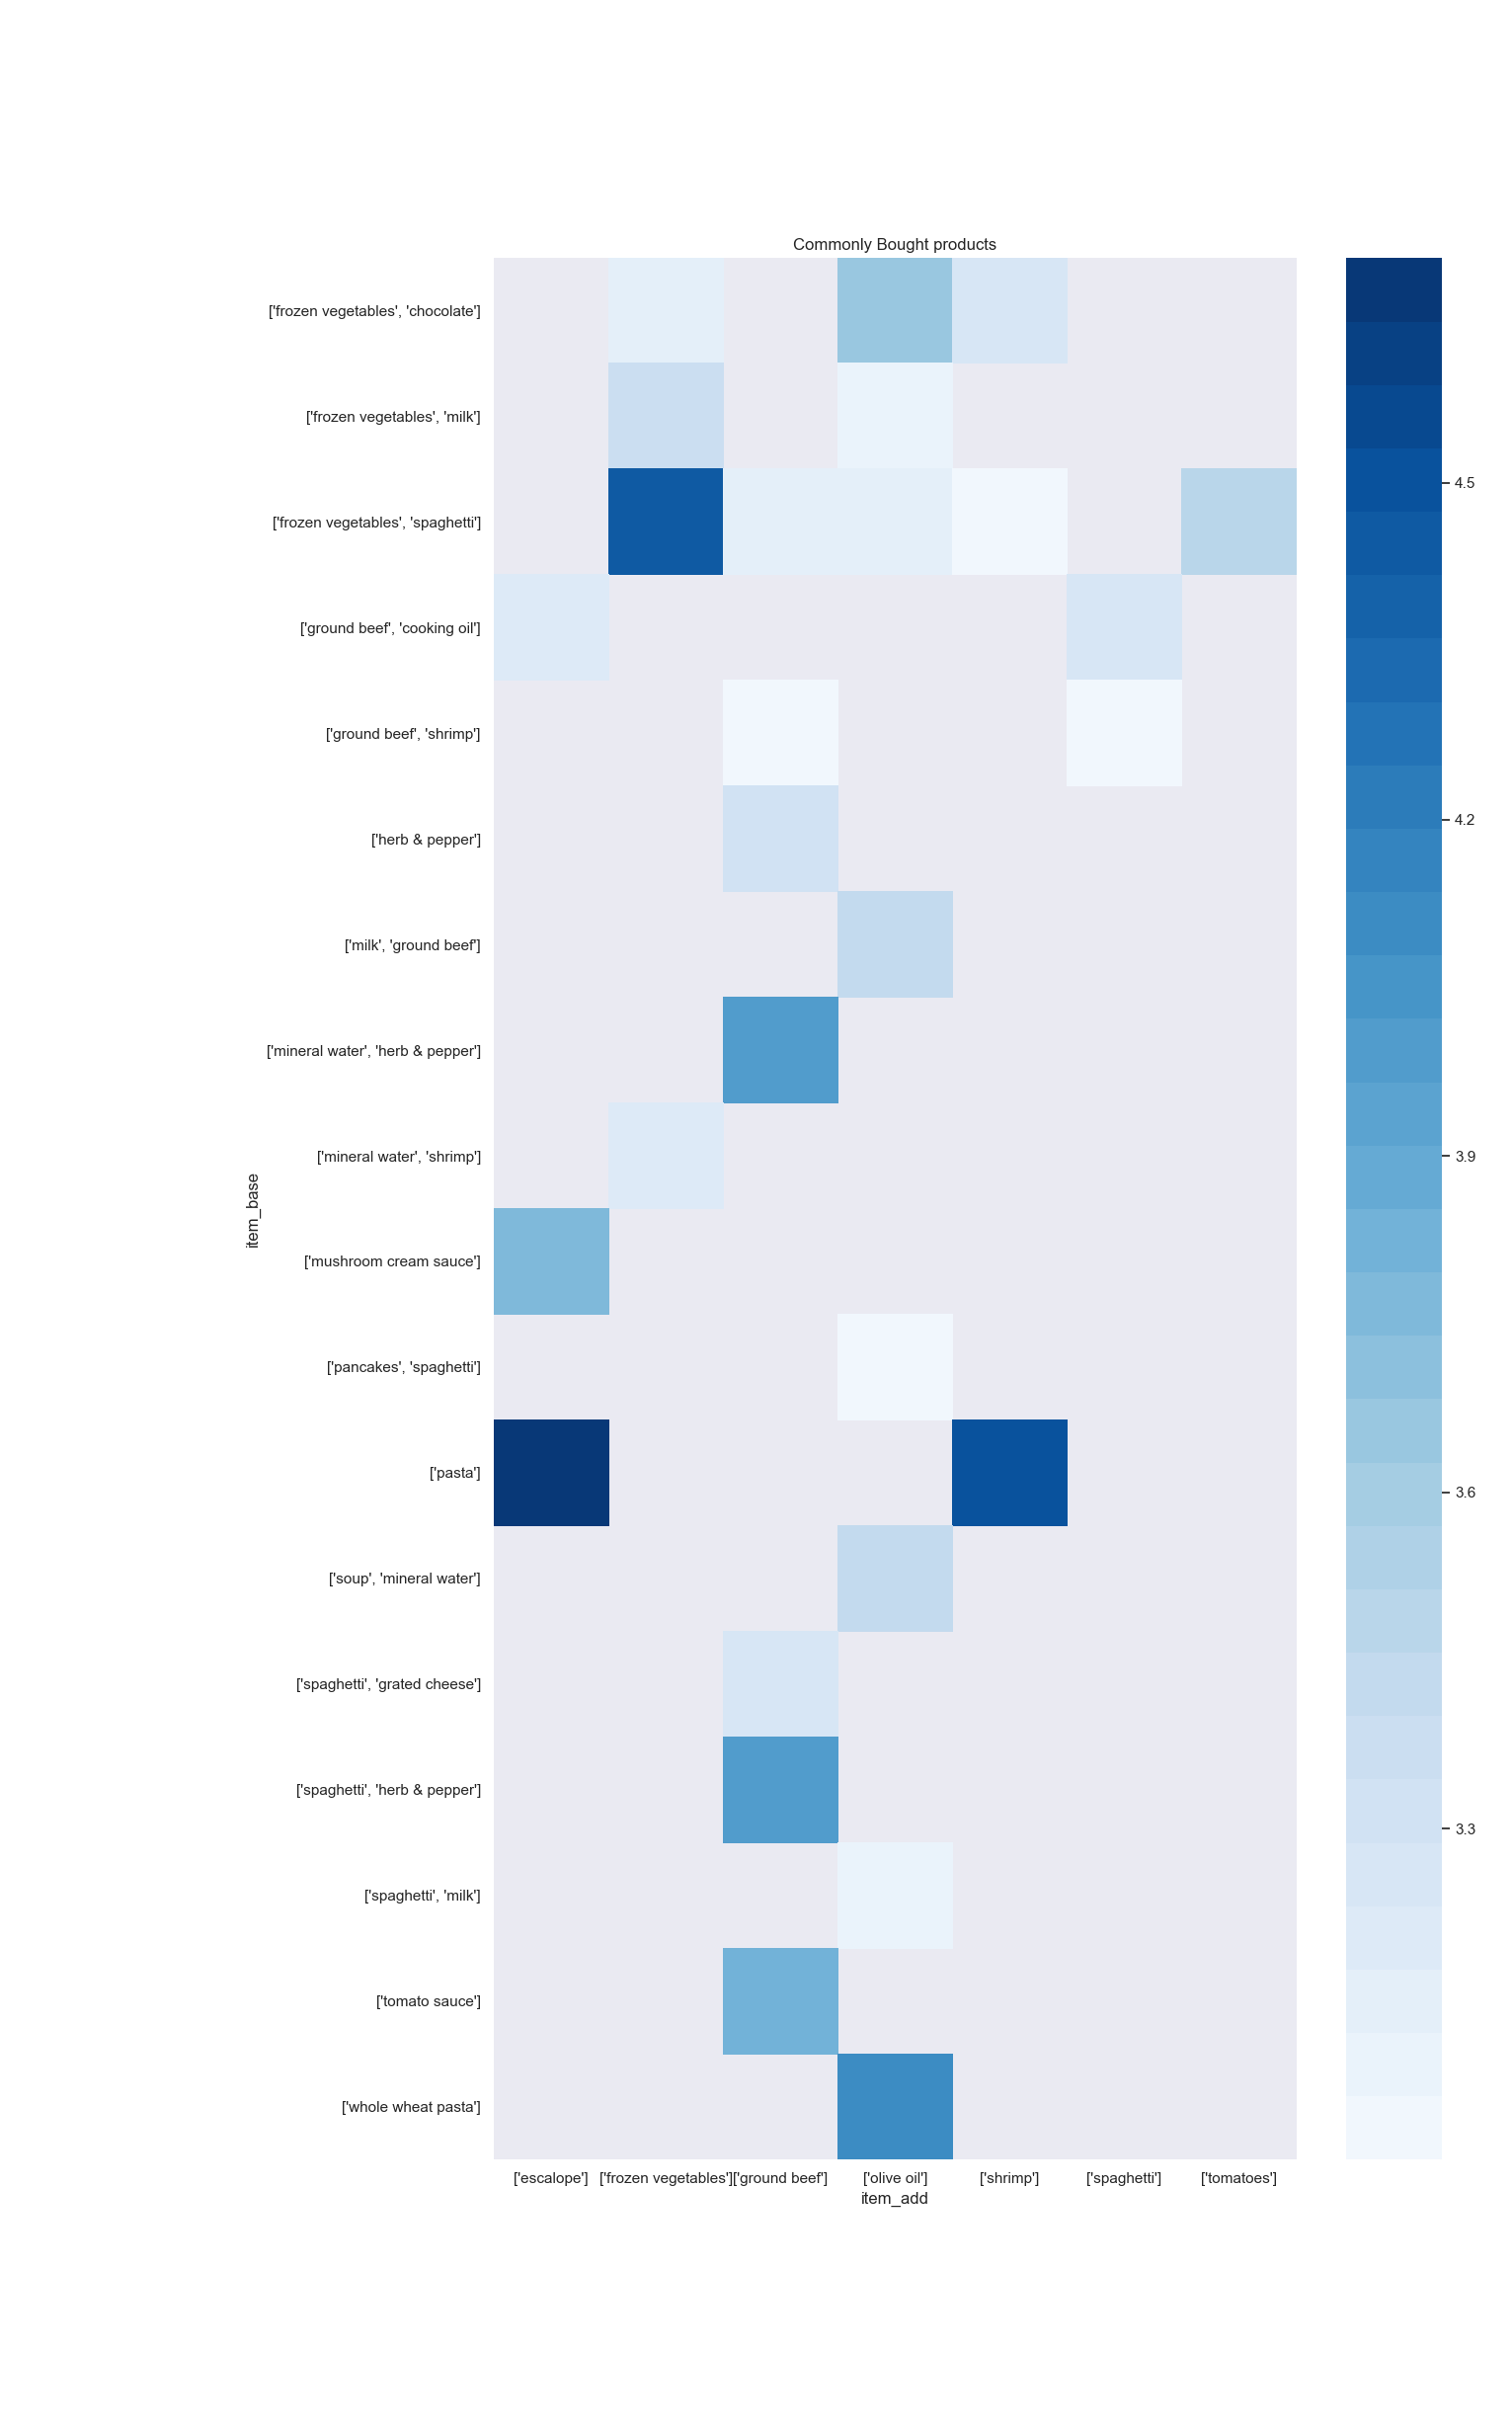 Commonly Bought products
['frozen vegetables', 'chocolate']
['frozen vegetables', 'milk']
['frozen vegetables', 'spaghetti']
['ground beef', 'cooking oil']
['ground beef', 'shrimp']
['herb & pepper']
['milk', 'ground beef']
['mineral water', 'herb & pepper']
['mineral water', 'shrimp']
['mushroom cream sauce']
['pancakes', 'spaghetti']
['pasta']
['soup', 'mineral water']
['spaghetti', 'grated cheese']
['spaghetti', 'herb & pepper']
['spaghetti', 'milk']
['tomato sauce']
['whole wheat pasta']
item_base
['escalope'] ['frozen vegetables'] ['ground beef'] ['olive oil'] ['shrimp'] ['spaghetti'] ['tomatoes']
item_add
4.5
4.2
3.9
3.6
3.3